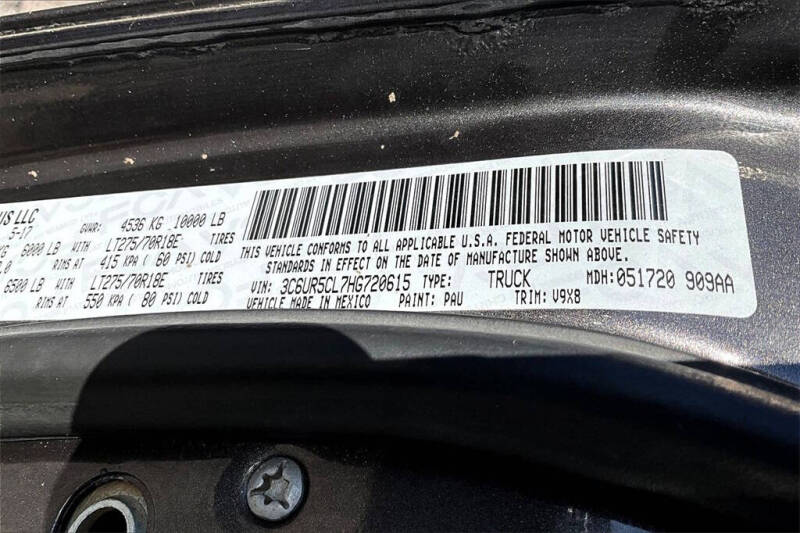 US LLC
5-17
GVWR: 4536 KG 10000 LB
KG 6000 LB WITH LT275/70R18E TIRES
.0 RIMS AT 415 KPA ( 60 PSI) COLD
6500 LB WITH LT275/70R18E TIRES
RIMS AT 550 KPA ( 80 PSI) COLD
THIS VEHICLE CONFORMS TO ALL APPLICABLE U.S.A. FEDERAL MOTOR VEHICLE SAFETY
STANDARDS IN EFFECT ON THE DATE OF MANUFACTURE SHOWN ABOVE.
VIN: 3C6UR5CL7HG720615 TYPE: TRUCK MDH: 051720 909AA
VEHICLE MADE IN MEXICO PAINT: PAU TRIM: V9X8